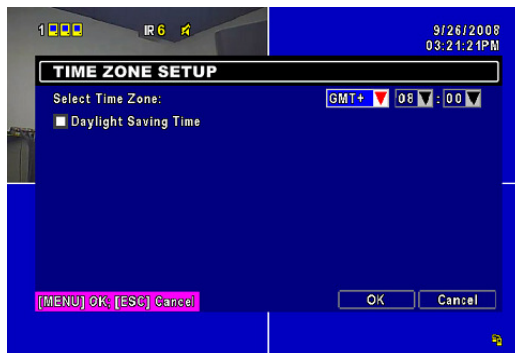 1 IR 6 9/26/2008
03:21:21PM
TIME ZONE SETUP
Select Time Zone: GMT+ 08 : 00
Daylight Saving Time
[MENU] OK, [ESC] Cancel OK Cancel